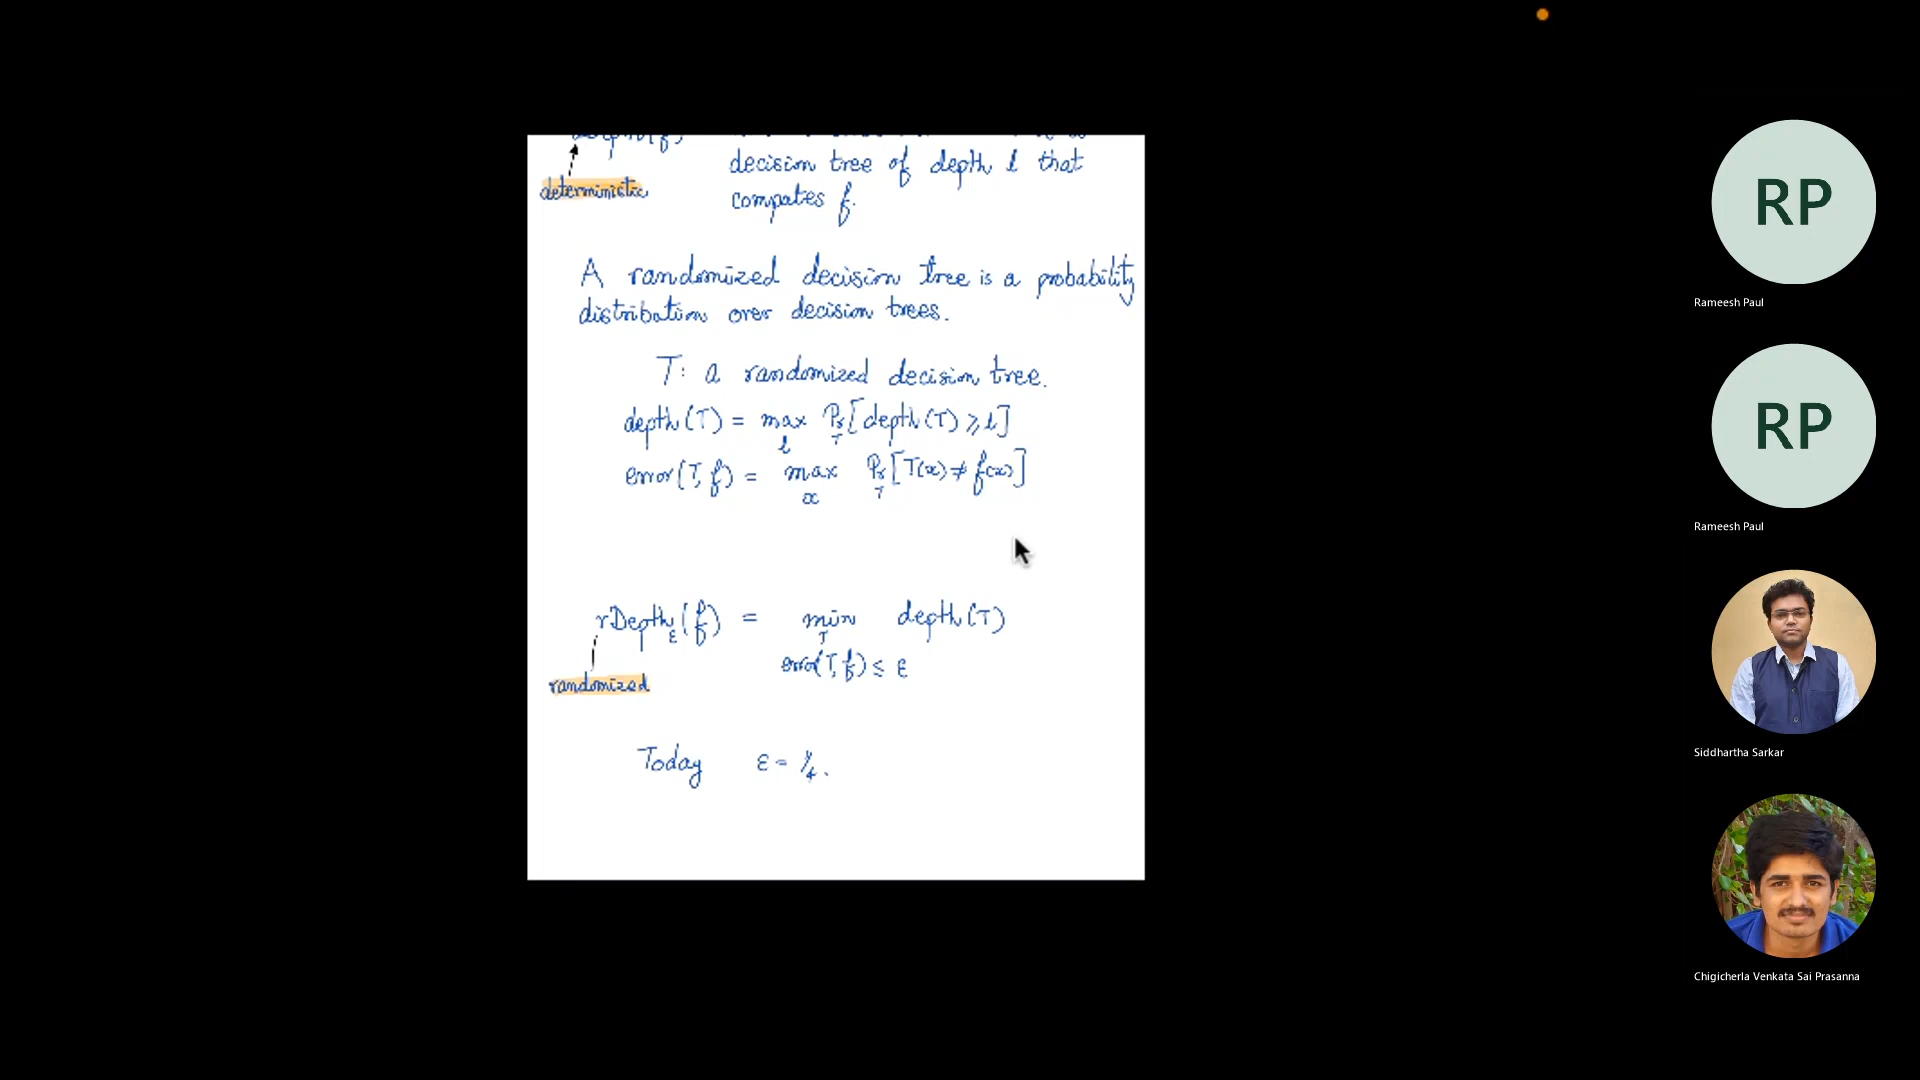 decision tree of depth l that
deterministic
computes f.
A randomized decision tree is a probability
distribution over decision trees.
T: a randomized decision tree.
depth(T) = max Pr[depth(T) ⩾ l]
l T
error(T, f) = max Pr[T(x) ≠ f(x)]
x T
rDepth_ε(f) = min depth(T)
T
error(T, f) ≤ ε
randomized
Today ε = 1/4.
RP
Rameesh Paul
RP
Rameesh Paul
Siddhartha Sarkar
Chigicherla Venkata Sai Prasanna